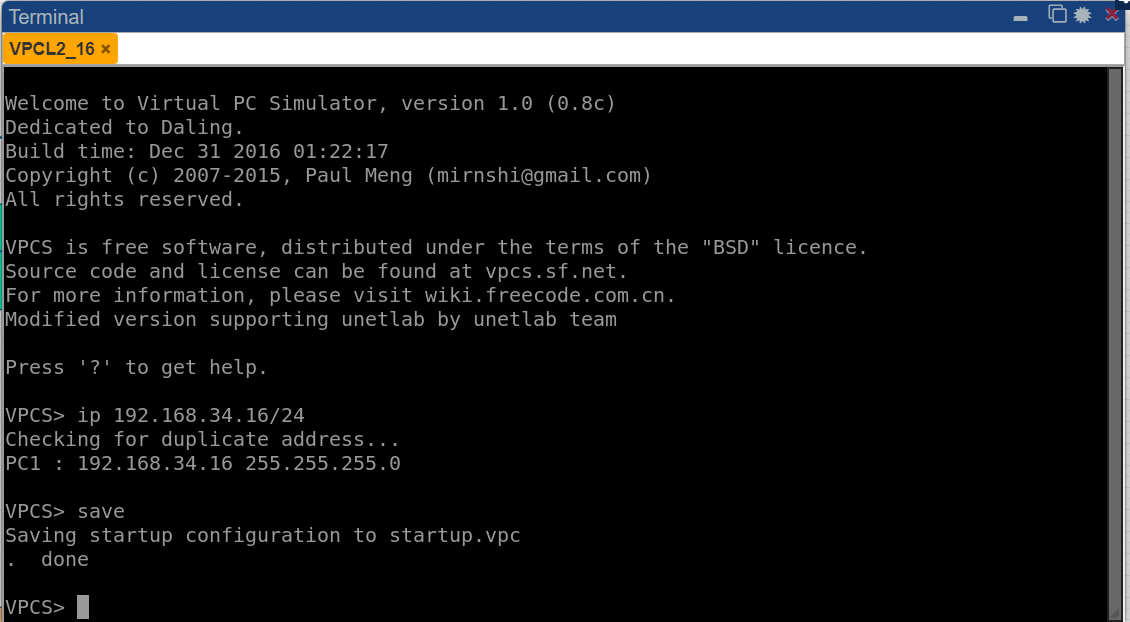 Terminal
VPCL2_16 ×
Welcome to Virtual PC Simulator, version 1.0 (0.8c)
Dedicated to Daling.
Build time: Dec 31 2016 01:22:17
Copyright (c) 2007-2015, Paul Meng (mirnshi@gmail.com)
All rights reserved.
VPCS is free software, distributed under the terms of the "BSD" licence.
Source code and license can be found at vpcs.sf.net.
For more information, please visit wiki.freecode.com.cn.
Modified version supporting unetlab by unetlab team
Press '?' to get help.
VPCS> ip 192.168.34.16/24
Checking for duplicate address...
PC1 : 192.168.34.16 255.255.255.0
VPCS> save
Saving startup configuration to startup.vpc
.  done
VPCS>